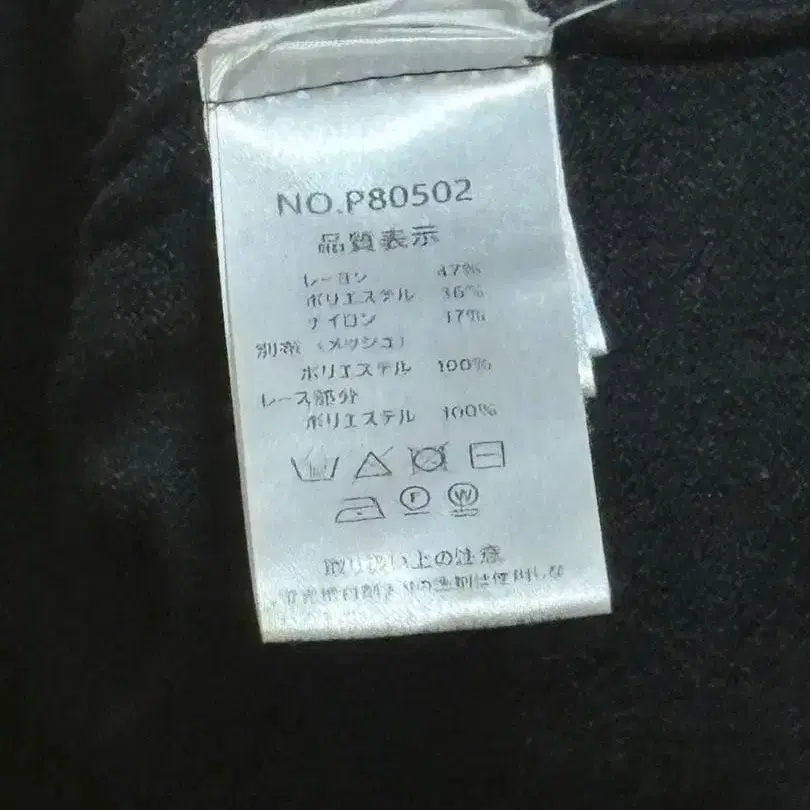 NO.P80502
品質表示
レーヨン 47%
ポリエステル 36%
ナイロン 17%
別布（メッシュ）
ポリエステル 100%
レース部分
ポリエステル 100%
F W
取り扱い上の注意